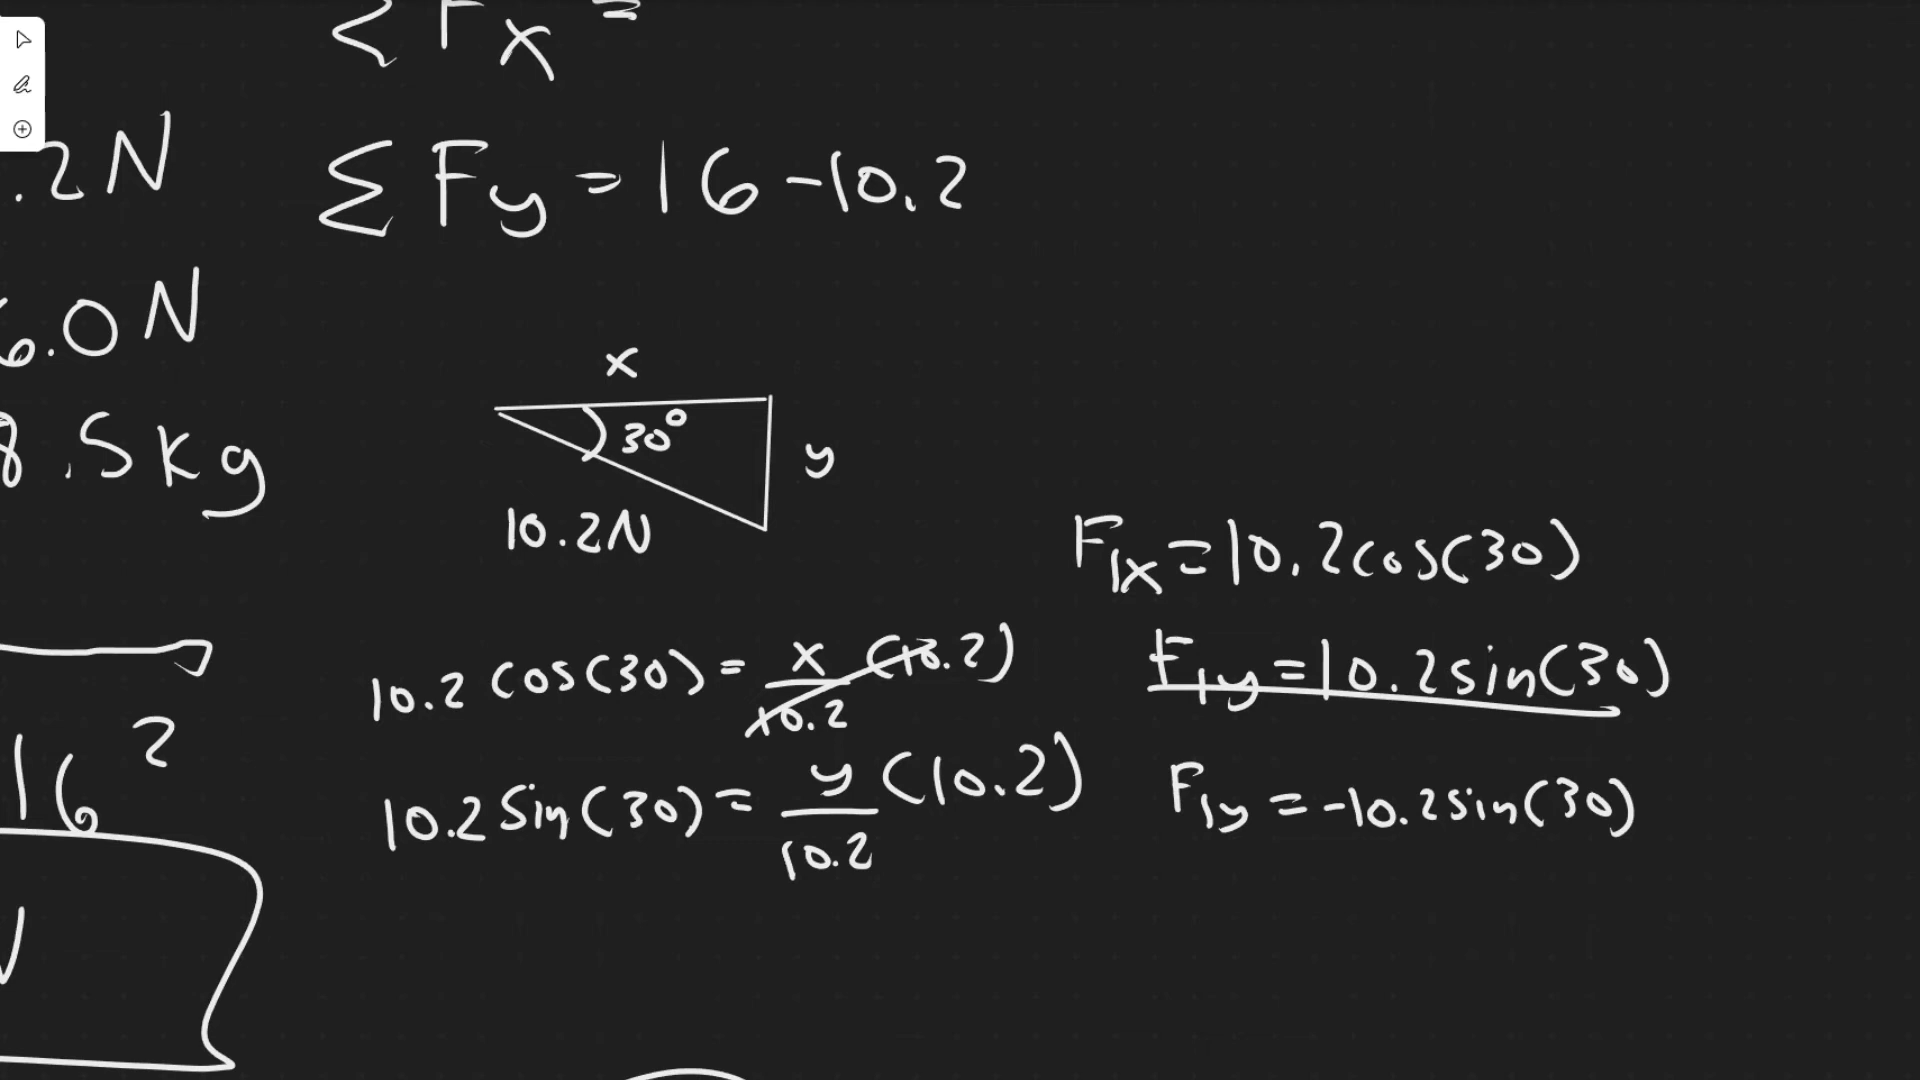 ΣFx =
.2N
ΣFy = 16 - 10.2
6.0N
x
30°
8.5kg
y
10.2N
F1x = 10.2cos(30)
10.2 cos(30) = x/10.2 (10.2)
F1y = 10.2sin(30)
16²
10.2 Sin(30) = y/10.2 (10.2)
F1y = -10.2sin(30)